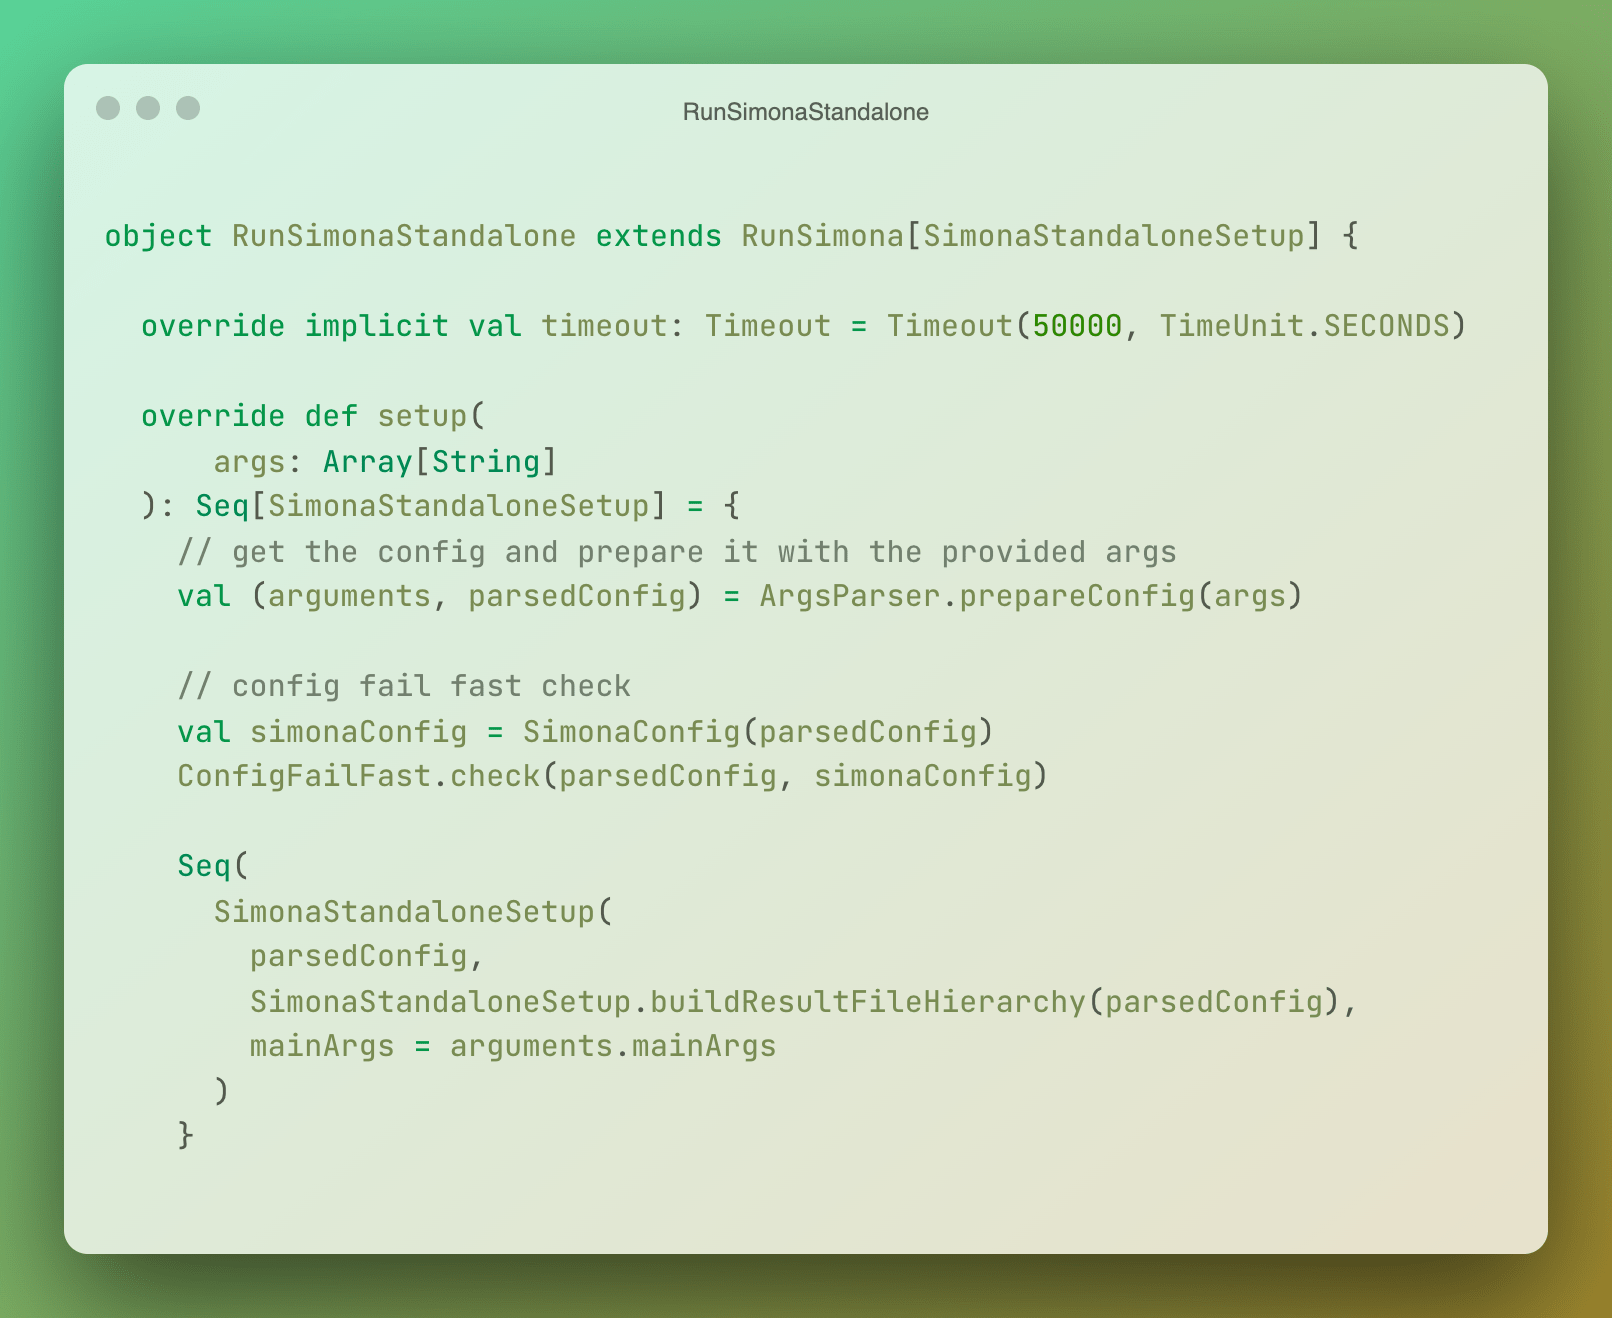 RunSimonaStandalone
object RunSimonaStandalone extends RunSimona[SimonaStandaloneSetup] {
  override implicit val timeout: Timeout = Timeout(50000, TimeUnit.SECONDS)
  override def setup(
      args: Array[String]
  ): Seq[SimonaStandaloneSetup] = {
    // get the config and prepare it with the provided args
    val (arguments, parsedConfig) = ArgsParser.prepareConfig(args)
    // config fail fast check
    val simonaConfig = SimonaConfig(parsedConfig)
    ConfigFailFast.check(parsedConfig, simonaConfig)
    Seq(
      SimonaStandaloneSetup(
        parsedConfig,
        SimonaStandaloneSetup.buildResultFileHierarchy(parsedConfig),
        mainArgs = arguments.mainArgs
      )
    }